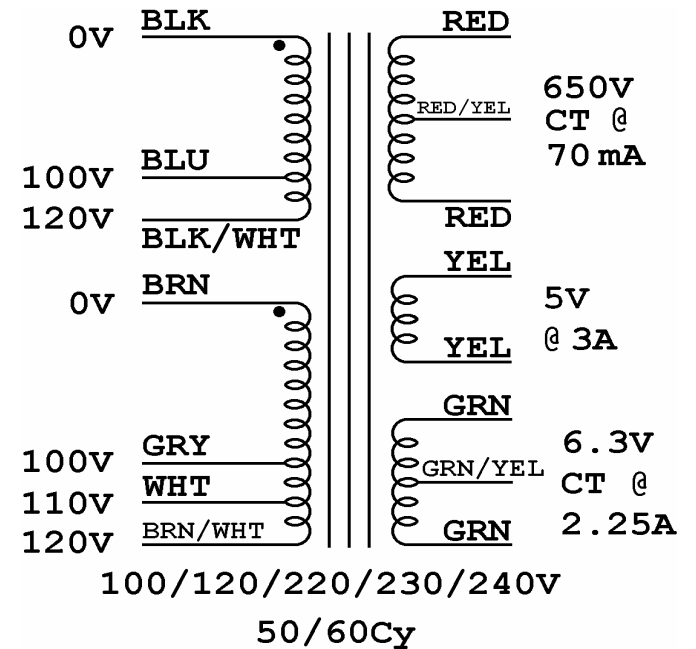 BLK
0V
BLU
100V
120V
BLK/WHT
BRN
0V
GRY
100V
WHT
110V
BRN/WHT
120V
RED
RED/YEL
650V
CT @
70 mA
RED
YEL
5V
@ 3A
YEL
GRN
GRN/YEL
6.3V
CT @
2.25A
GRN
100/120/220/230/240V
50/60Cy